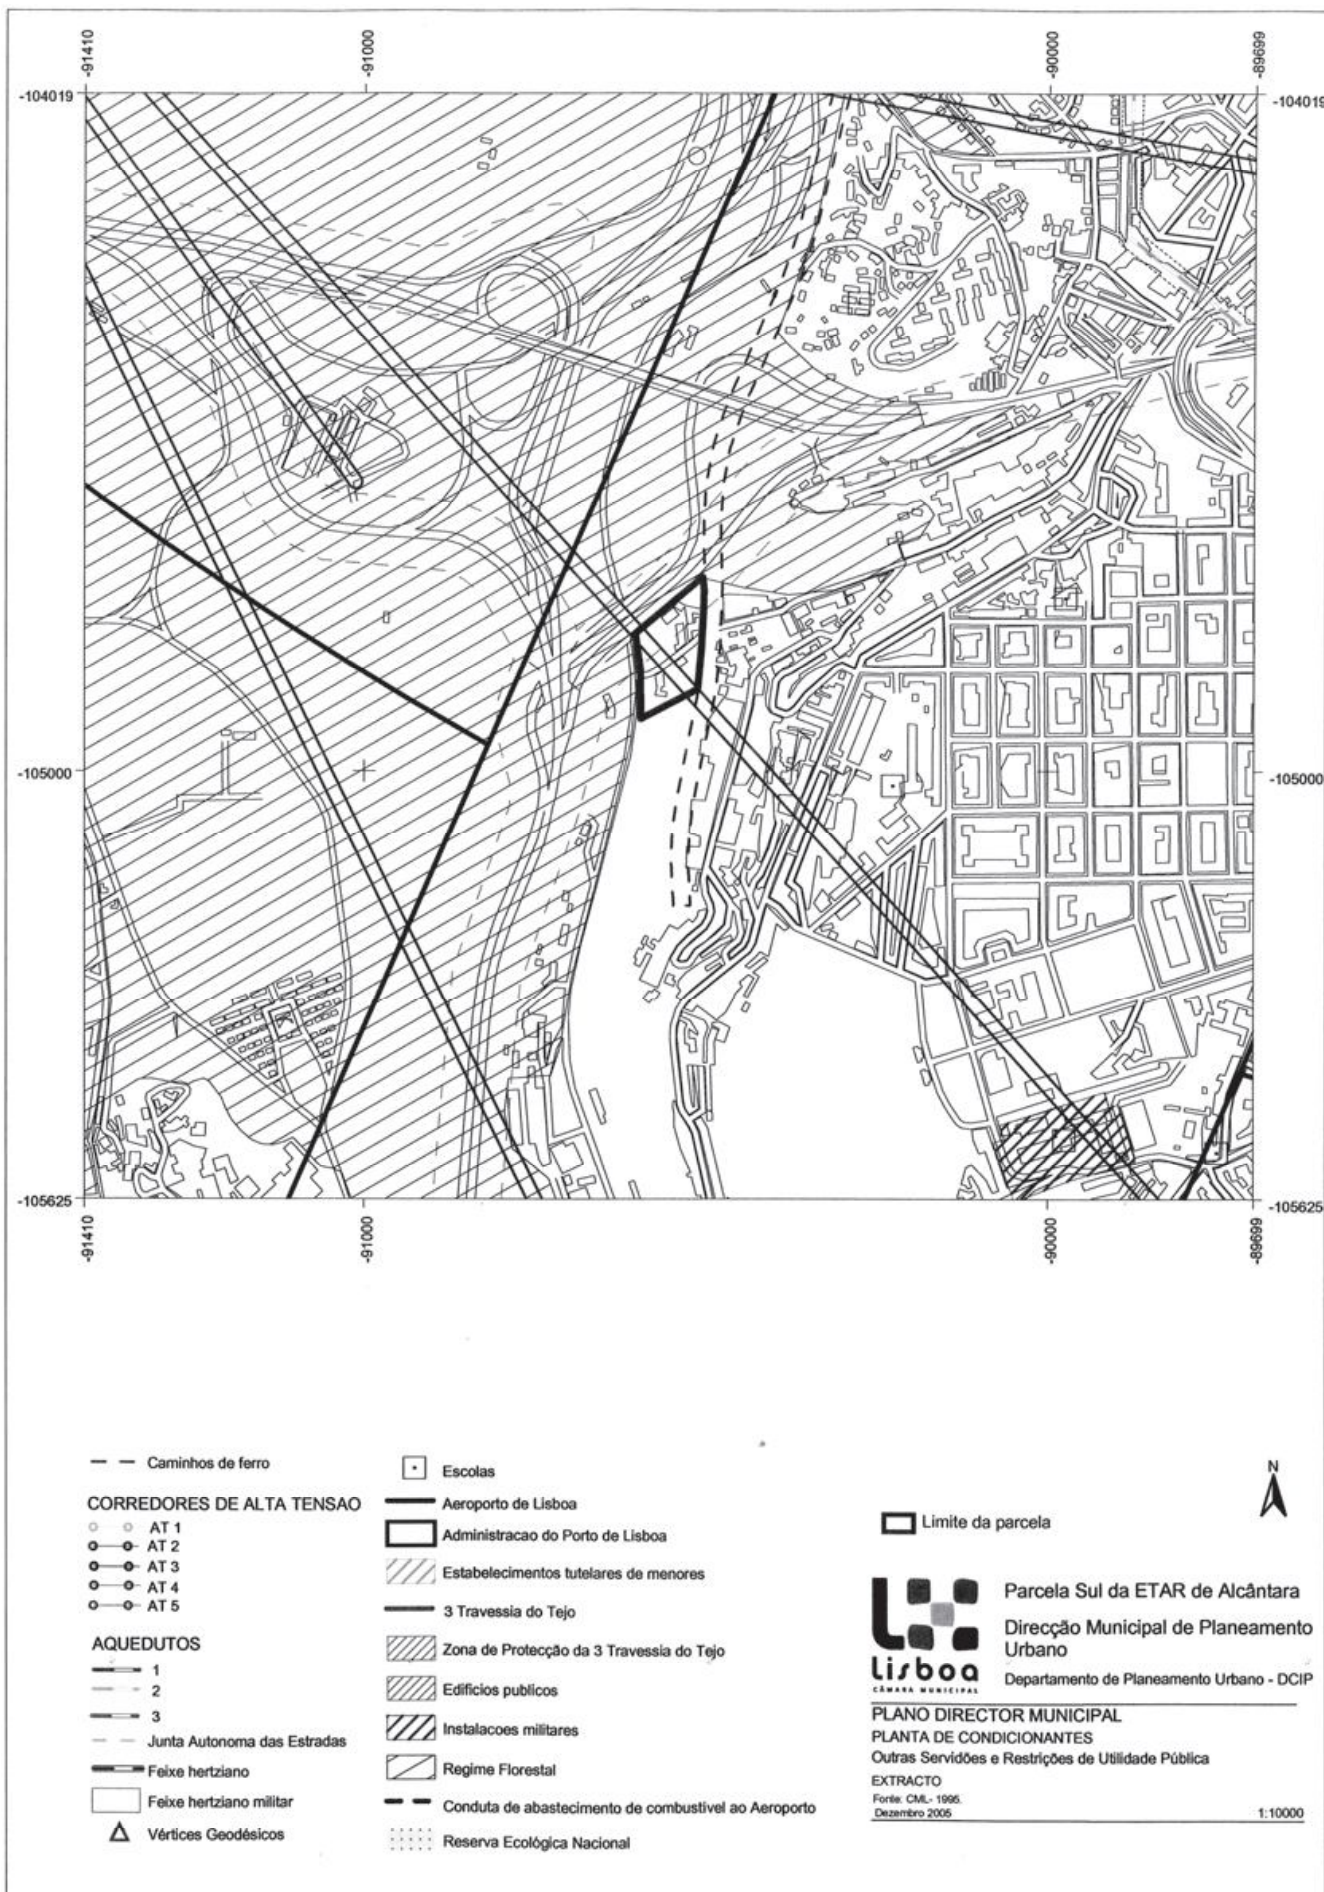 -91410
-91000
-90000
-89699
-104019
-104019
-105000
-105000
-105625
-105625
-91410
-91000
-90000
-89699
Caminhos de ferro
CORREDORES DE ALTA TENSAO
AT 1
AT 2
AT 3
AT 4
AT 5
AQUEDUTOS
1
2
3
Junta Autonoma das Estradas
Feixe hertziano
Feixe hertziano militar
Vértices Geodésicos
Escolas
Aeroporto de Lisboa
Administracao do Porto de Lisboa
Estabelecimentos tutelares de menores
3 Travessia do Tejo
Zona de Protecção da 3 Travessia do Tejo
Edificios publicos
Instalacoes militares
Regime Florestal
Conduta de abastecimento de combustivel ao Aeroporto
Reserva Ecológica Nacional
N
Limite da parcela
Lisboa
CÂMARA MUNICIPAL
Parcela Sul da ETAR de Alcântara
Direcção Municipal de Planeamento
Urbano
Departamento de Planeamento Urbano - DCIP
PLANO DIRECTOR MUNICIPAL
PLANTA DE CONDICIONANTES
Outras Servidões e Restrições de Utilidade Pública
EXTRACTO
Fonte: CML- 1995.
Dezembro 2005
1:10000